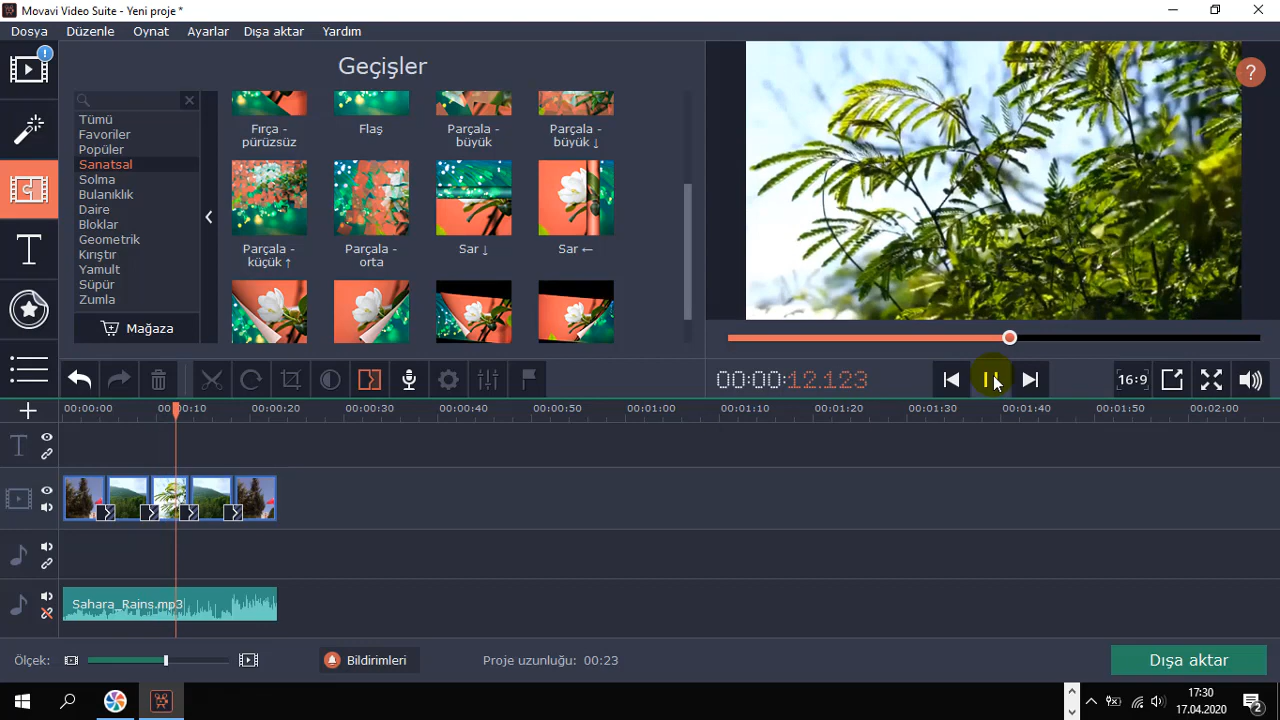 Movavi Video Suite - Yeni proje *
Dosya Düzenle Oynat Ayarlar Dışa aktar Yardım
Geçişler
Tümü
Favoriler
Popüler
Sanatsal
Solma
Bulanıklık
Daire
Bloklar
Geometrik
Kırıştır
Yamult
Süpür
Zumla
Mağaza
Fırça -
pürüzsüz
Flaş
Parçala -
büyük
Parçala -
büyük ↓
Parçala -
küçük ↑
Parçala -
orta
Sar ↓
Sar ←
?
00:00:12.123
16:9
00:00:00 00:00:10 00:00:20 00:00:30 00:00:40 00:00:50 00:01:00 00:01:10 00:01:20 00:01:30 00:01:40 00:01:50 00:02:00
T
Sahara_Rains.mp3
Ölçek:
Bildirimleri
Proje uzunluğu: 00:23
Dışa aktar
17:30
17.04.2020
2